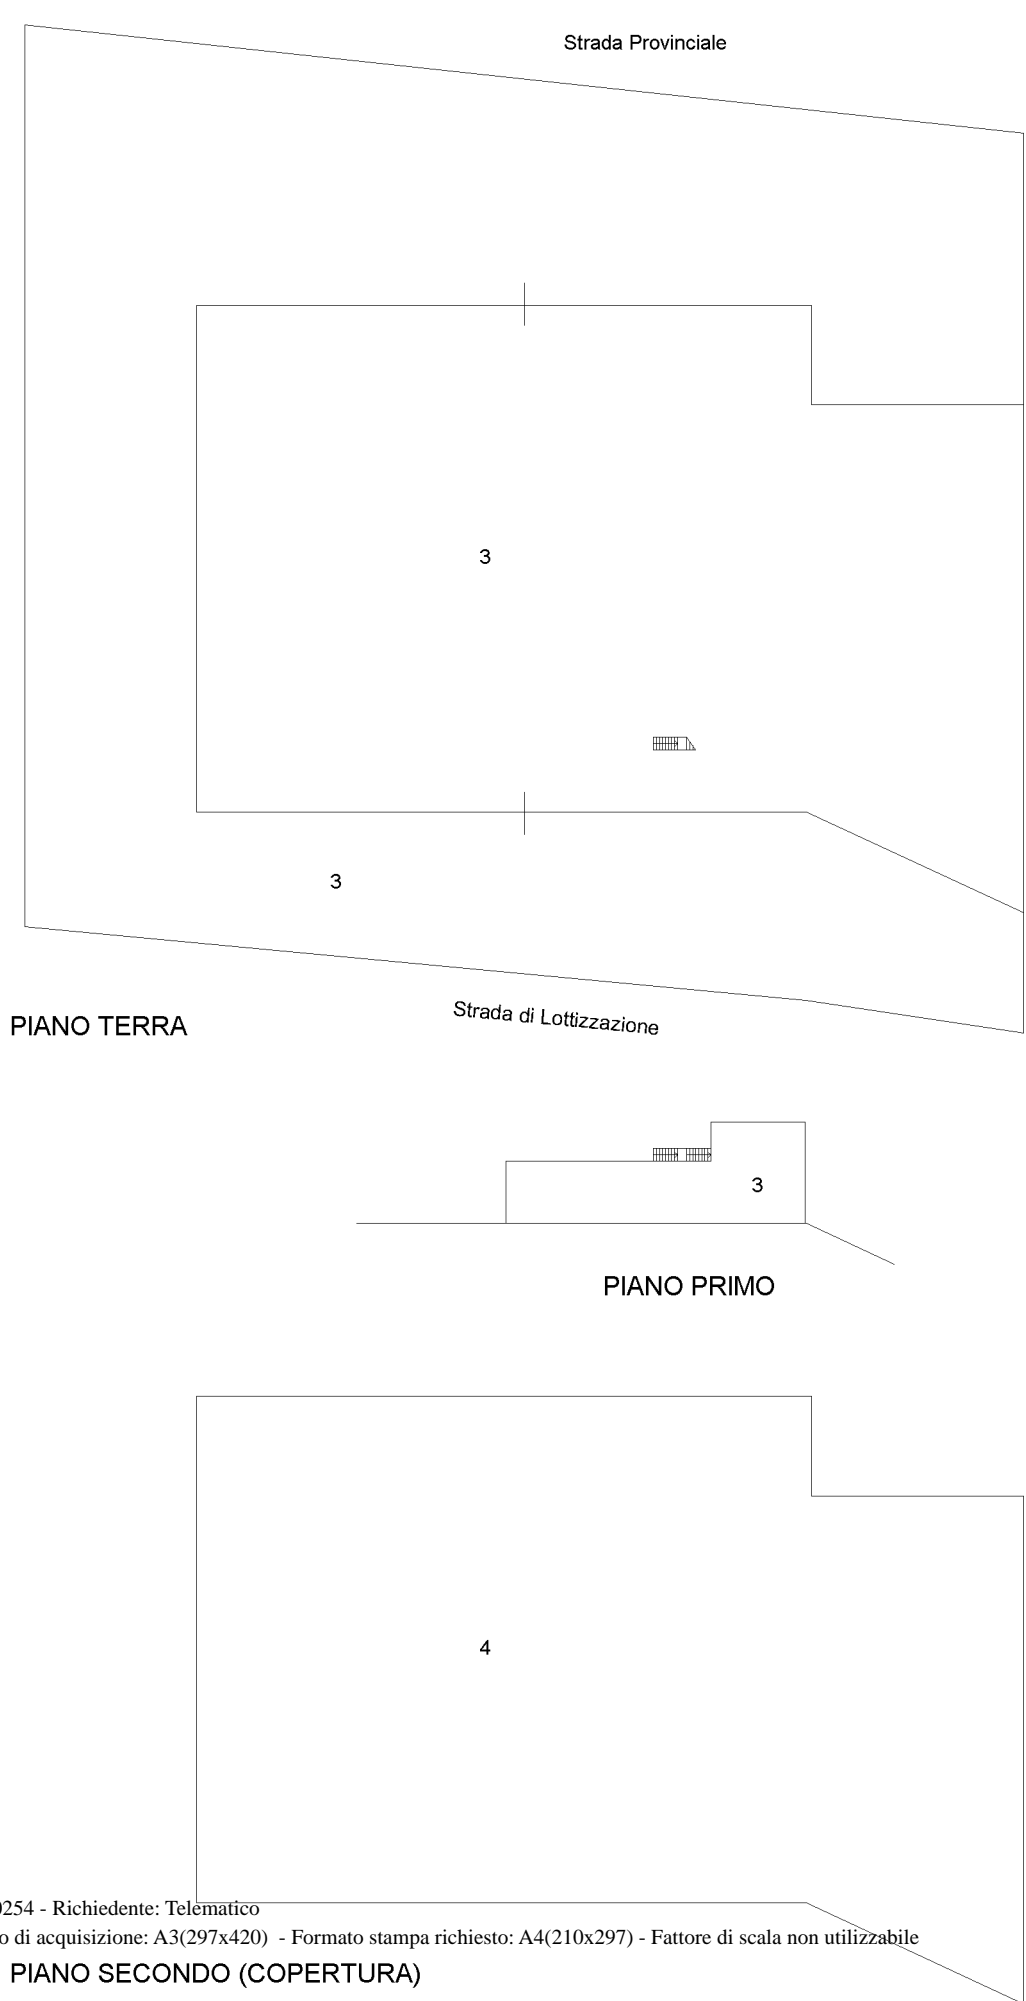 Strada Provinciale
3
3
Strada di Lottizzazione
PIANO TERRA
3
PIANO PRIMO
4
0254 - Richiedente: Telematico
o di acquisizione: A3(297x420) - Formato stampa richiesto: A4(210x297) - Fattore di scala non utilizzabile
PIANO SECONDO (COPERTURA)